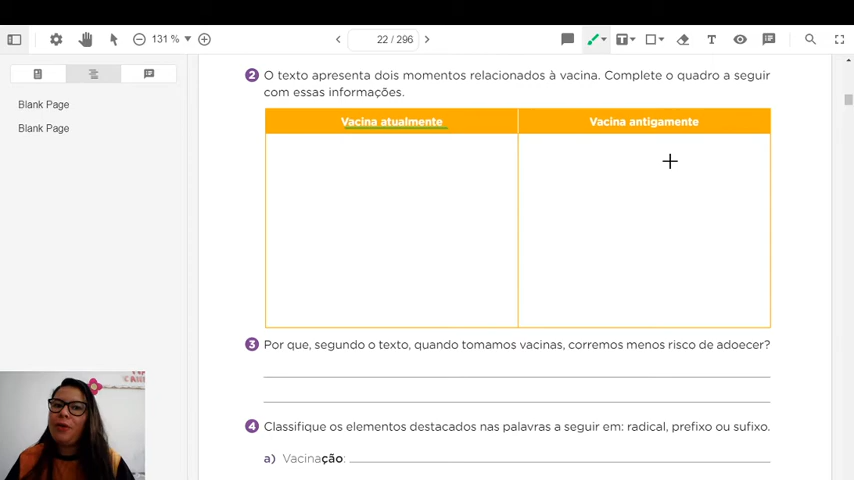 131 %
22 / 296
T
T
Blank Page
Blank Page
2 O texto apresenta dois momentos relacionados à vacina. Complete o quadro a seguir
com essas informações.
Vacina atualmente Vacina antigamente
3 Por que, segundo o texto, quando tomamos vacinas, corremos menos risco de adoecer?
4 Classifique os elementos destacados nas palavras a seguir em: radical, prefixo ou sufixo.
a) Vacinação: